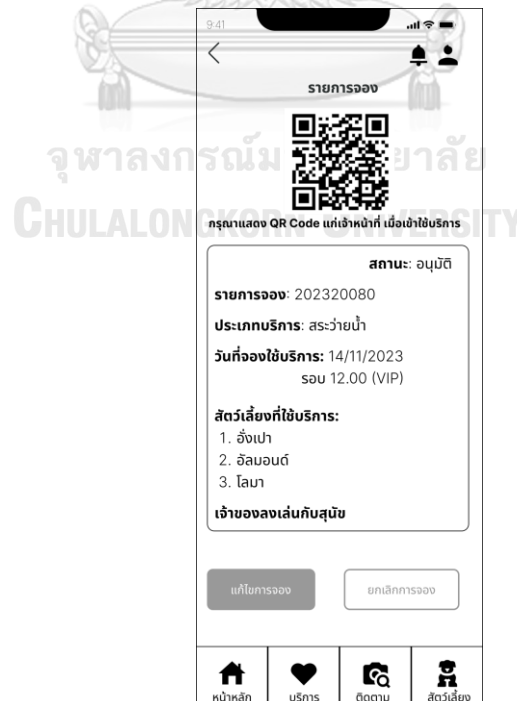 9:41
รายการจอง
จุฬาลงกรณ์มหาวิทยาลัย
CHULALONGKORN UNIVERSITY
กรุณาแสดง QR Code แก่เจ้าหน้าที่ เมื่อเข้าใช้บริการ
สถานะ: อนุมัติ
รายการจอง: 202320080
ประเภทบริการ: สระว่ายน้ำ
วันที่จองใช้บริการ: 14/11/2023
รอบ 12.00 (VIP)
สัตว์เลี้ยงที่ใช้บริการ:
1. อั่งเปา
2. อัลมอนด์
3. โลมา
เจ้าของลงเล่นกับสุนัข
แก้ไขการจอง ยกเลิกการจอง
หน้าหลัก บริการ ติดตาม สัตว์เลี้ยง